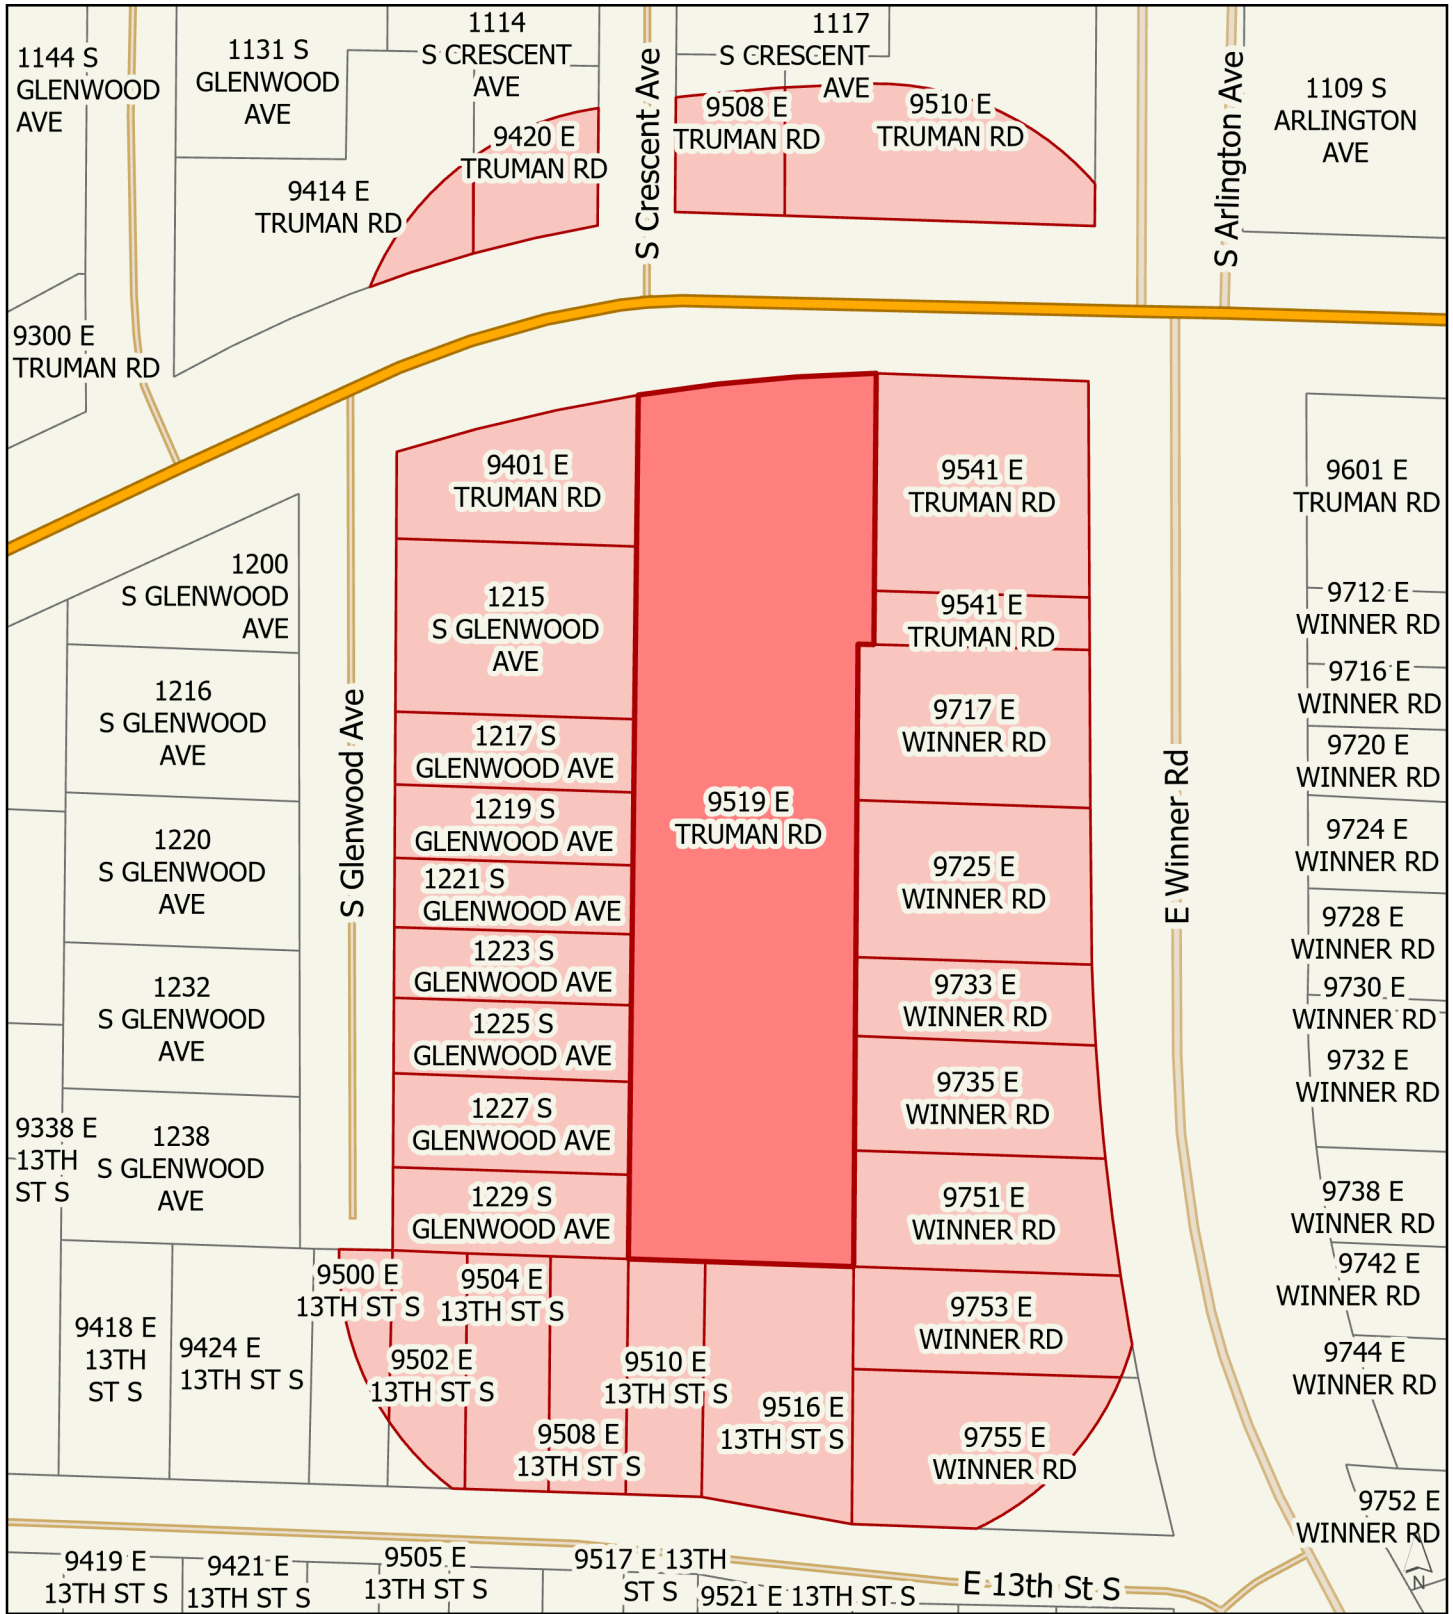 1144 S
GLENWOOD
AVE
1131 S
GLENWOOD
AVE
1114
S CRESCENT
AVE
S Crescent Ave
1117
S CRESCENT
AVE
S Arlington Ave
1109 S
ARLINGTON
AVE
9414 E
TRUMAN RD
9420 E
TRUMAN RD
9508 E
TRUMAN RD
9510 E
TRUMAN RD
9300 E
TRUMAN RD
9401 E
TRUMAN RD
9541 E
TRUMAN RD
9601 E
TRUMAN RD
1200
S GLENWOOD
AVE
1215
S GLENWOOD
AVE
9541 E
TRUMAN RD
9712 E
WINNER RD
1216
S GLENWOOD
AVE
S Glenwood Ave
1217 S
GLENWOOD AVE
9717 E
WINNER RD
9716 E
WINNER RD
9720 E
WINNER RD
1220
S GLENWOOD
AVE
1219 S
GLENWOOD AVE
9519 E
TRUMAN RD
E Winner Rd
9724 E
WINNER RD
1221 S
GLENWOOD AVE
9725 E
WINNER RD
9728 E
WINNER RD
1232
S GLENWOOD
AVE
1223 S
GLENWOOD AVE
9733 E
WINNER RD
9730 E
WINNER RD
1225 S
GLENWOOD AVE
9732 E
WINNER RD
9338 E
13TH
ST S
1238
S GLENWOOD
AVE
1227 S
GLENWOOD AVE
9735 E
WINNER RD
1229 S
GLENWOOD AVE
9751 E
WINNER RD
9738 E
WINNER RD
9500 E
13TH ST S
9504 E
13TH ST S
9742 E
WINNER RD
9418 E
13TH
ST S
9424 E
13TH ST S
9502 E
13TH ST S
9510 E
13TH ST S
9753 E
WINNER RD
9744 E
WINNER RD
9508 E
13TH ST S
9516 E
13TH ST S
9755 E
WINNER RD
9752 E
WINNER RD
9419 E
13TH ST S
9421 E
13TH ST S
9505 E
13TH ST S
9517 E 13TH
ST S
9521 E 13TH ST S
E 13th St S
N